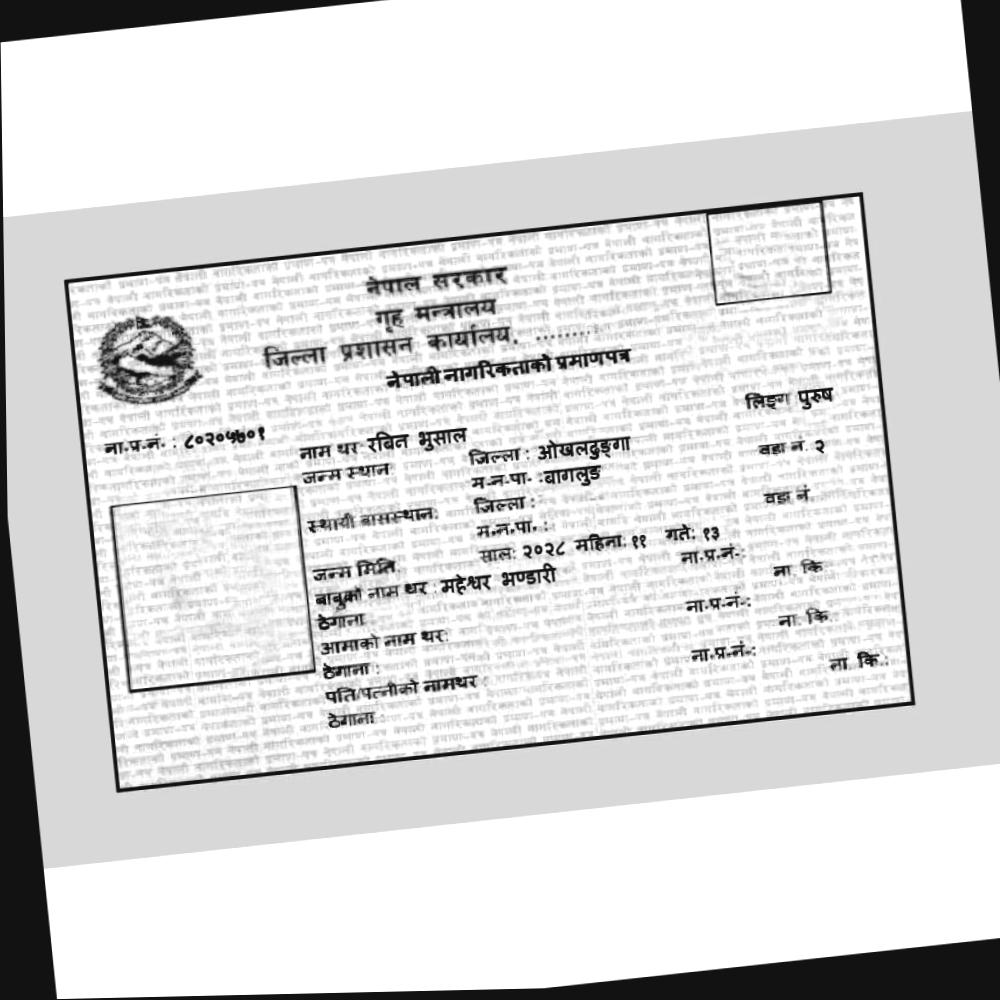 नेपाल सरकार
गृह मन्त्रालय
जिल्ला प्रशासन कार्यालय, ........
नेपाली नागरिकताको प्रमाणपत्र
लिङ्ग पुरुष
ना.प्र.नं. : ८०२०५७०१
नाम थर रबिन भुसाल
जन्म स्थान जिल्ला : ओखलढुङ्गा वडा नं. २
म.न.पा. : बागलुङ
स्थायी बासस्थान: जिल्ला : वडा नं.
म.न.पा. :
जन्म मिति: साल: २०२८ महिना: ११ गते: १३
बाबुको नाम थर : महेश्वर भण्डारी ना.प्र.नं.:
ठेगाना ना. कि
आमाको नाम थर: ना.प्र.नं.:
ठेगाना : ना. कि.
पति/पत्नीको नामथर : ना.प्र.नं.:
ठेगाना : ना. कि.: